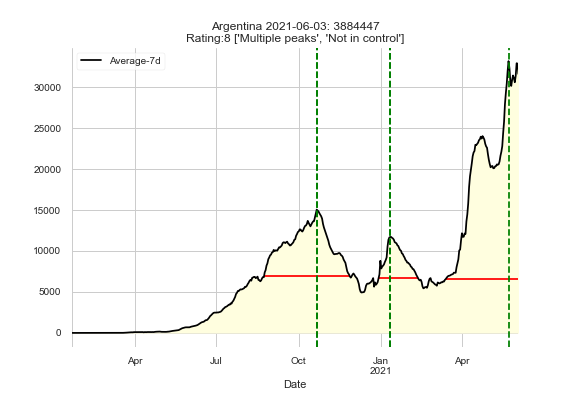 Argentina 2021-06-03: 3884447
Rating:8 ['Multiple peaks', 'Not in control']
Average-7d
30000
25000
20000
15000
10000
5000
0
Apr Jul Oct Jan Apr
2021
Date